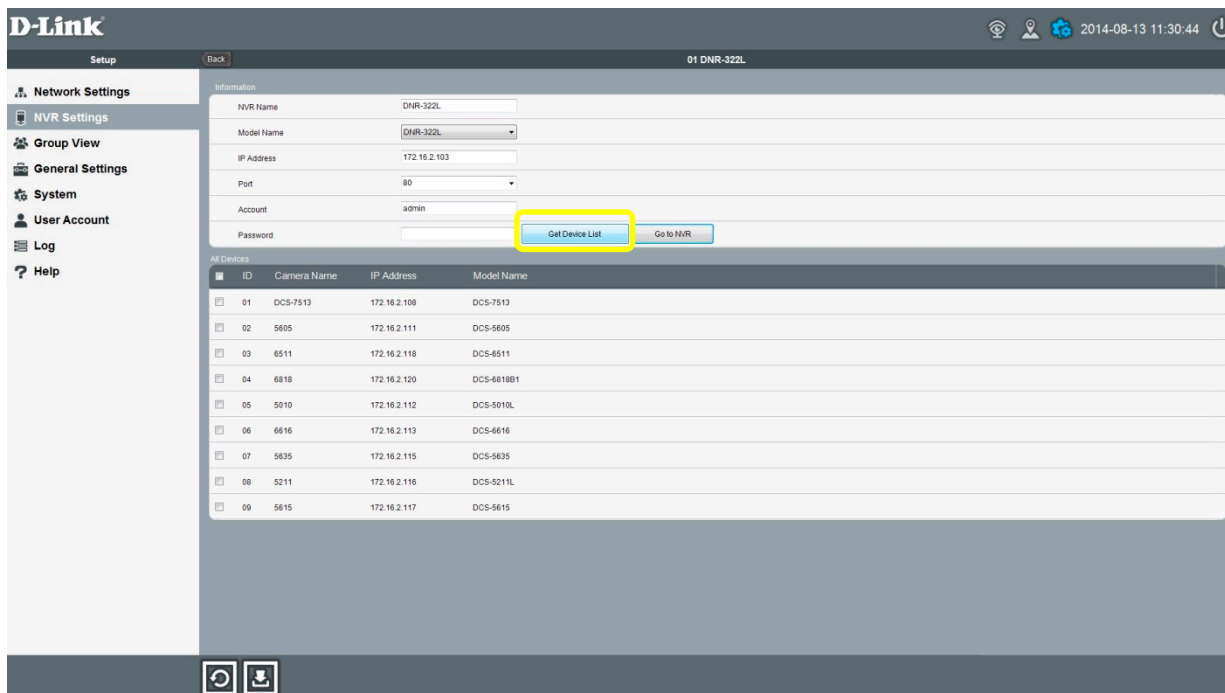 D-Link
2014-08-13 11:30:44
Setup
Back
01 DNR-322L
Network Settings
NVR Settings
Group View
General Settings
System
User Account
Log
Help
Information
NVR Name DNR-322L
Model Name DNR-322L
IP Address 172.16.2.103
Port 80
Account admin
Password Get Device List Go to NVR
All Devices
ID Camera Name IP Address Model Name
01 DCS-7513 172.16.2.108 DCS-7513
02 5605 172.16.2.111 DCS-5605
03 6511 172.16.2.118 DCS-6511
04 6818 172.16.2.120 DCS-6818B1
05 5010 172.16.2.112 DCS-5010L
06 6616 172.16.2.113 DCS-6616
07 5635 172.16.2.115 DCS-5635
08 5211 172.16.2.116 DCS-5211L
09 5615 172.16.2.117 DCS-5615